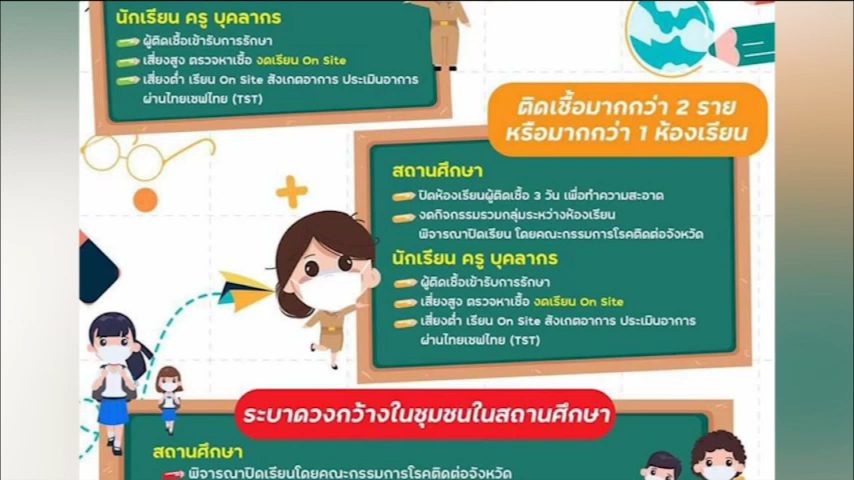 นักเรียน ครู บุคลากร
ผู้ติดเชื้อเข้ารับการรักษา
เสี่ยงสูง ตรวจหาเชื้อ งดเรียน On Site
เสี่ยงต่ำ เรียน On Site สังเกตอาการ ประเมินอาการ
ผ่านไทยเซฟไทย (TST)
ติดเชื้อมากกว่า 2 ราย
หรือมากกว่า 1 ห้องเรียน
สถานศึกษา
ปิดห้องเรียนผู้ติดเชื้อ 3 วัน เพื่อทำความสะอาด
งดกิจกรรมรวมกลุ่มระหว่างห้องเรียน
พิจารณาปิดเรียน โดยคณะกรรมการโรคติดต่อจังหวัด
นักเรียน ครู บุคลากร
ผู้ติดเชื้อเข้ารับการรักษา
เสี่ยงสูง ตรวจหาเชื้อ งดเรียน On Site
เสี่ยงต่ำ เรียน On Site สังเกตอาการ ประเมินอาการ
ผ่านไทยเซฟไทย (TST)
ระบาดวงกว้างในชุมชนในสถานศึกษา
สถานศึกษา
พิจารณาปิดเรียนโดยคณะกรรมการโรคติดต่อจังหวัด